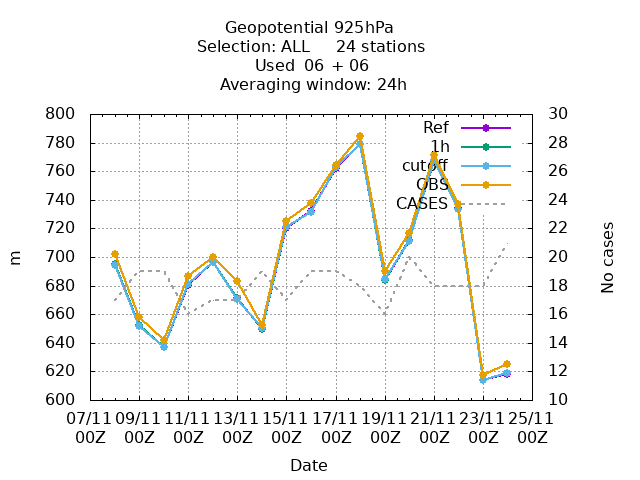 Geopotential 925hPa
Selection: ALL 24 stations
Used 06 + 06
Averaging window: 24h
800 30
780 Ref 28
1h
760 cutoff 26
OBS
740 CASES 24
720 22
700 20
680 18
660 16
640 14
620 12
600 10
m
No cases
07/11 09/11 11/11 13/11 15/11 17/11 19/11 21/11 23/11 25/11
00Z 00Z 00Z 00Z 00Z 00Z 00Z 00Z 00Z 00Z
Date